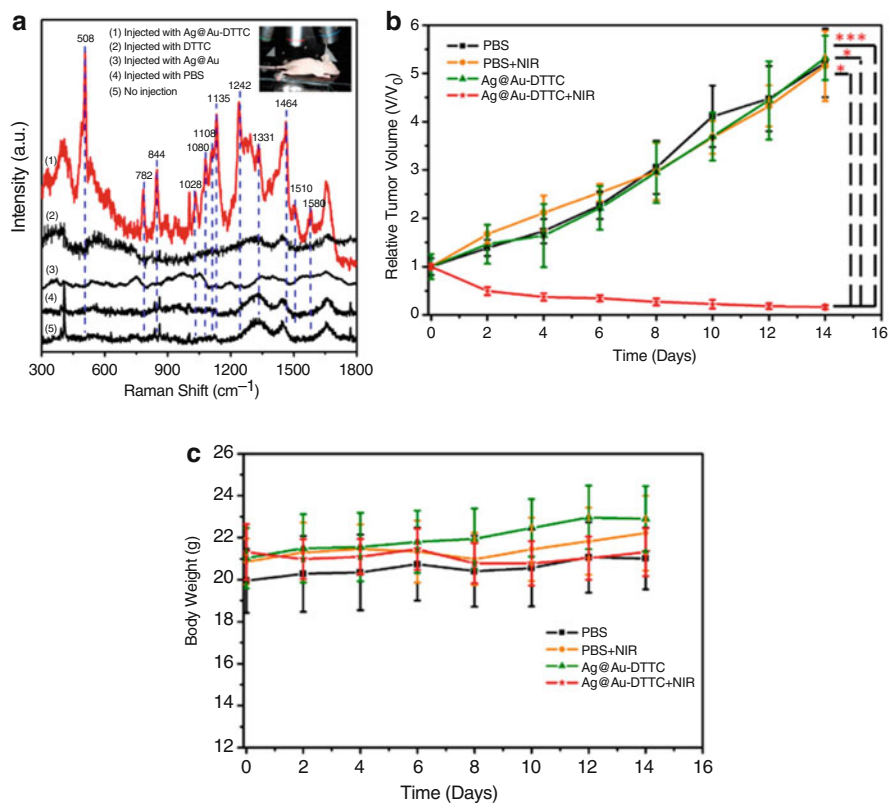 a
(1) Injected with Ag@Au-DTTC
(2) Injected with DTTC
(3) Injected with Ag@Au
(4) Injected with PBS
(5) No injection
508
782
844
1028
1080
1108
1135
1242
1331
1464
1510
1580
(1)
(2)
(3)
(4)
(5)
Intensity (a.u.)
300 600 900 1200 1500 1800
Raman Shift (cm⁻¹)
b
PBS
PBS+NIR
Ag@Au-DTTC
Ag@Au-DTTC+NIR
***
*
*
Relative Tumor Volume (V/V₀)
6
5
4
3
2
1
0
0 2 4 6 8 10 12 14 16
Time (Days)
c
Body Weight (g)
26
24
22
20
18
16
14
12
PBS
PBS+NIR
Ag@Au-DTTC
Ag@Au-DTTC+NIR
0 2 4 6 8 10 12 14 16
Time (Days)